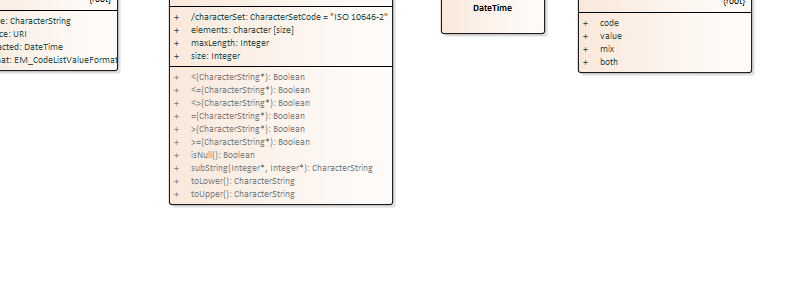 {root}
e: CharacterString
ce: URI
acted: DateTime
at: EM_CodeListValueFormat
+ /characterSet: CharacterSetCode = "ISO 10646-2"
+ elements: Character [size]
+ maxLength: Integer
+ size: Integer
+ <(CharacterString*): Boolean
+ <=(CharacterString*): Boolean
+ <>(CharacterString*): Boolean
+ =(CharacterString*): Boolean
+ >(CharacterString*): Boolean
+ >=(CharacterString*): Boolean
+ isNull(): Boolean
+ subString(Integer*, Integer*): CharacterString
+ toLower(): CharacterString
+ toUpper(): CharacterString
DateTime
{root}
+ code
+ value
+ mix
+ both